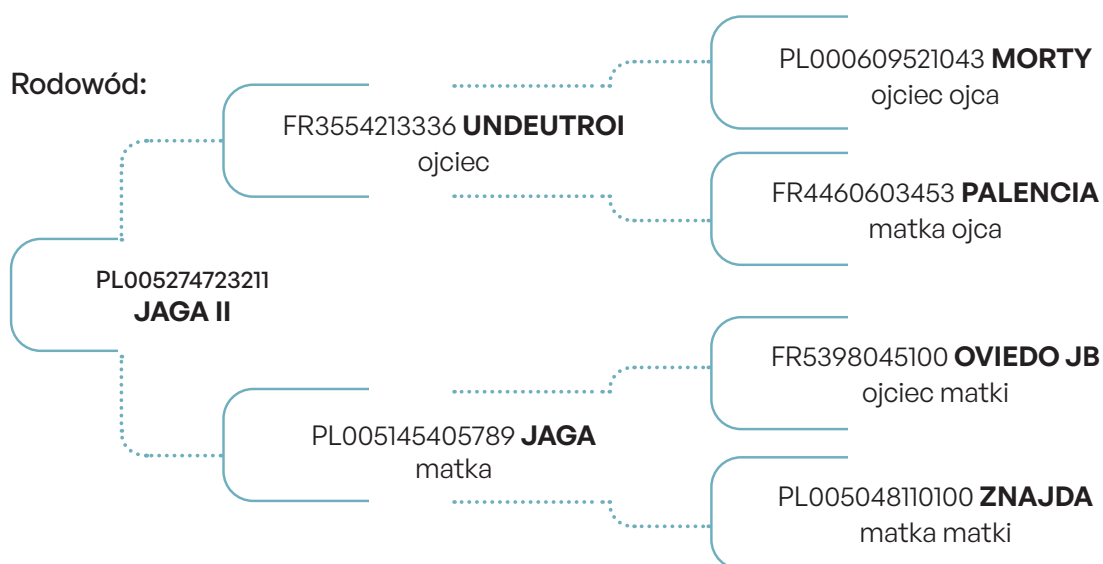 Rodowód:
PL000609521043 MORTY
ojciec ojca
FR3554213336 UNDEUTROI
ojciec
FR4460603453 PALENCIA
matka ojca
PL005274723211
JAGA II
FR5398045100 OVIEDO JB
ojciec matki
PL005145405789 JAGA
matka
PL005048110100 ZNAJDA
matka matki